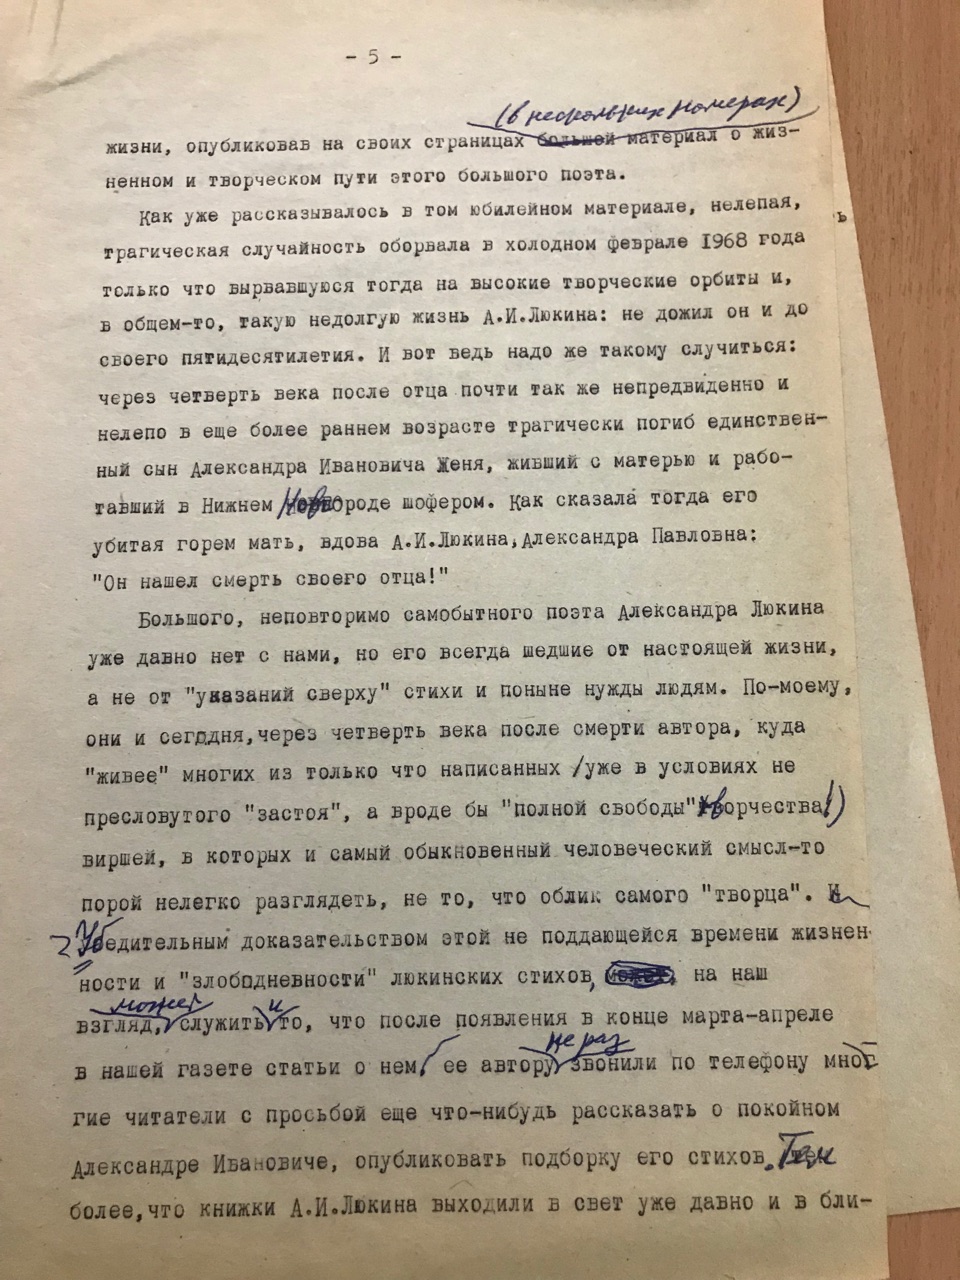 - 5 -
(в нескольких номерах)
жизни, опубликовав на своих страницах большой материал о жиз-
ненном и творческом пути этого большого поэта.
Как уже рассказывалось в том юбилейном материале, нелепая,
трагическая случайность оборвала в холодном феврале 1968 года
только что вырвавшуюся тогда на высокие творческие орбиты и,
в общем-то, такую недолгую жизнь А.И.Люкина: не дожил он и до
своего пятидесятилетия. И вот ведь надо же такому случиться:
через четверть века после отца почти так же непредвиденно и
нелепо в еще более раннем возрасте трагически погиб единствен-
ный сын Александра Ивановича Женя, живший с матерью и рабо-
тавший в Нижнем Новгороде шофером. Как сказала тогда его
убитая горем мать, вдова А.И.Люкина,Александра Павловна:
"Он нашел смерть своего отца!"
Большого, неповторимо самобытного поэта Александра Люкина
уже давно нет с нами, но его всегда шедшие от настоящей жизни,
а не от "указаний сверху" стихи и поныне нужды людям. По-моему,
они и сегодня,через четверть века после смерти автора, куда
"живее" многих из только что написанных /уже в условиях не
пресловутого "застоя", а вроде бы "полной свободы" творчества!)
виршей, в которых и самый обыкновенный человеческий смысл-то
порой нелегко разглядеть, не то, что облик самого "творца". И
Убедительным доказательством этой не поддающейся времени жизнен-
ности и "злободневности" люкинских стихов, может, на наш
может и
взгляд, служить то, что после появления в конце марта-апреле
не раз
в нашей газете статьи о нем, ее автору звонили по телефону мно-
гие читатели с просьбой еще что-нибудь рассказать о покойном
Александре Ивановиче, опубликовать подборку его стихов. Тем
более,что книжки А.И.Люкина выходили в свет уже давно и в бли-